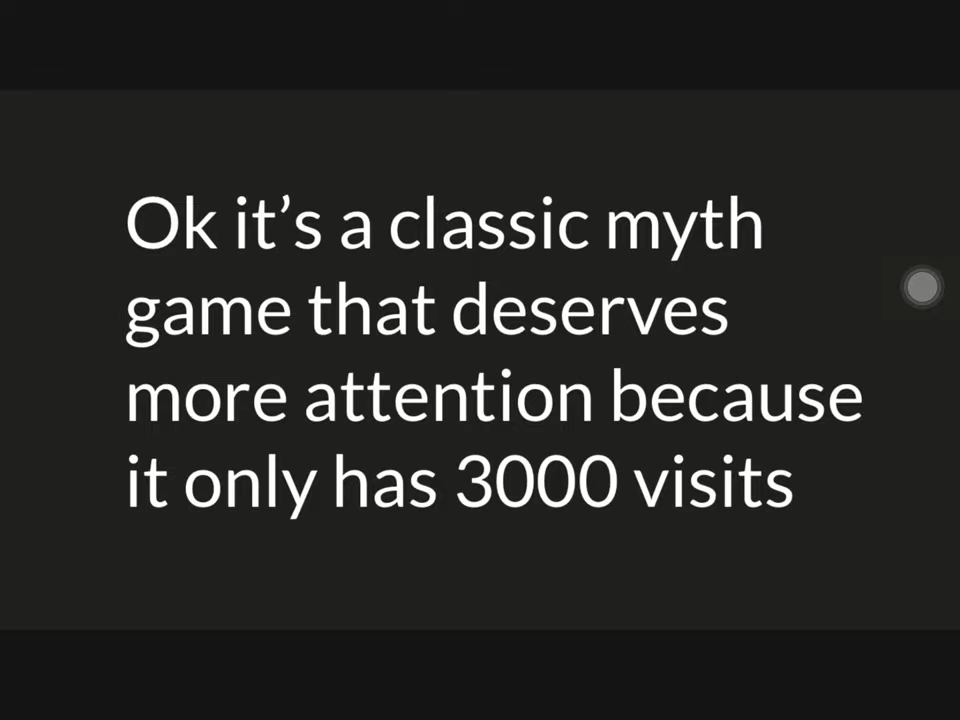 Ok it’s a classic myth
game that deserves
more attention because
it only has 3000 visits